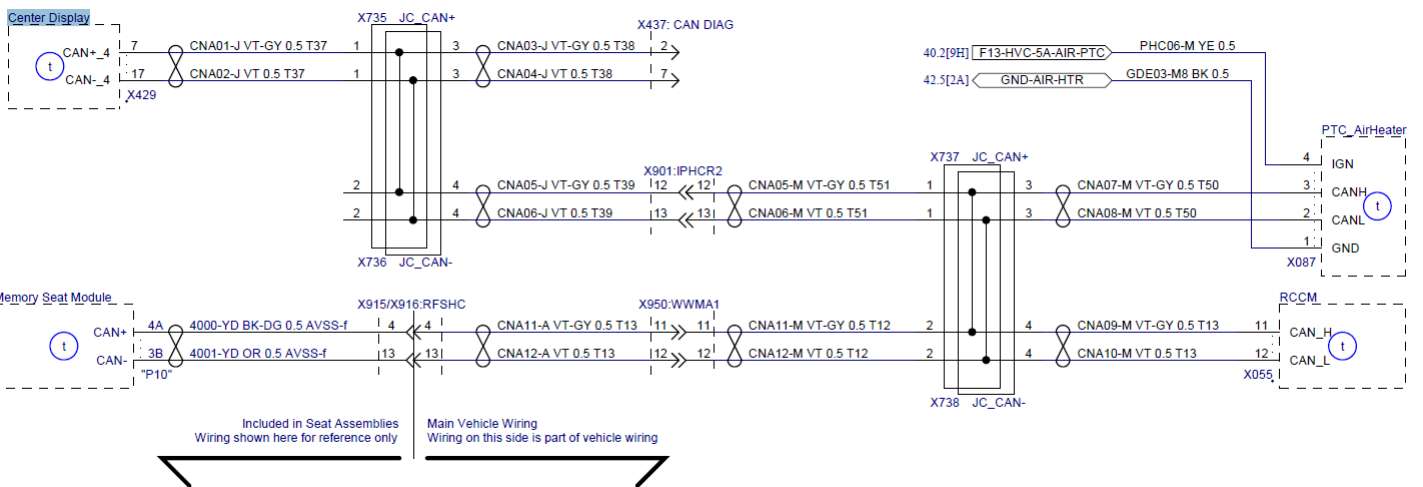 Center Display
X735 JC_CAN+
X437: CAN DIAG
CAN+_4 7 CNA01-J VT-GY 0.5 T37 1 3 CNA03-J VT-GY 0.5 T38 2
40.2[9H] F13-HVC-5A-AIR-PTC PHC06-M YE 0.5
t
CAN-_4 17 CNA02-J VT 0.5 T37 1 3 CNA04-J VT 0.5 T38 7
42.5[2A] GND-AIR-HTR GDE03-M8 BK 0.5
X429
PTC_AirHeater
X737 JC_CAN+
4 IGN
X901:IPHCR2
2 4 CNA05-J VT-GY 0.5 T39 12 12 CNA05-M VT-GY 0.5 T51 1 3 CNA07-M VT-GY 0.5 T50 3 CANH
t
2 4 CNA06-J VT 0.5 T39 13 13 CNA06-M VT 0.5 T51 1 3 CNA08-M VT 0.5 T50 2 CANL
1 GND
X736 JC_CAN-
X087
Memory Seat Module
X915/X916:RFSHC
X950:WWMA1
RCCM
CAN+ 4A 4000-YD BK-DG 0.5 AVSS-f 4 4 CNA11-A VT-GY 0.5 T13 11 11 CNA11-M VT-GY 0.5 T12 2 4 CNA09-M VT-GY 0.5 T13 11 CAN_H
t
t
CAN- 3B 4001-YD OR 0.5 AVSS-f 13 13 CNA12-A VT 0.5 T13 12 12 CNA12-M VT 0.5 T12 2 4 CNA10-M VT 0.5 T13 12 CAN_L
"P10"
X055
X738 JC_CAN-
Included in Seat Assemblies
Wiring shown here for reference only
Main Vehicle Wiring
Wiring on this side is part of vehicle wiring